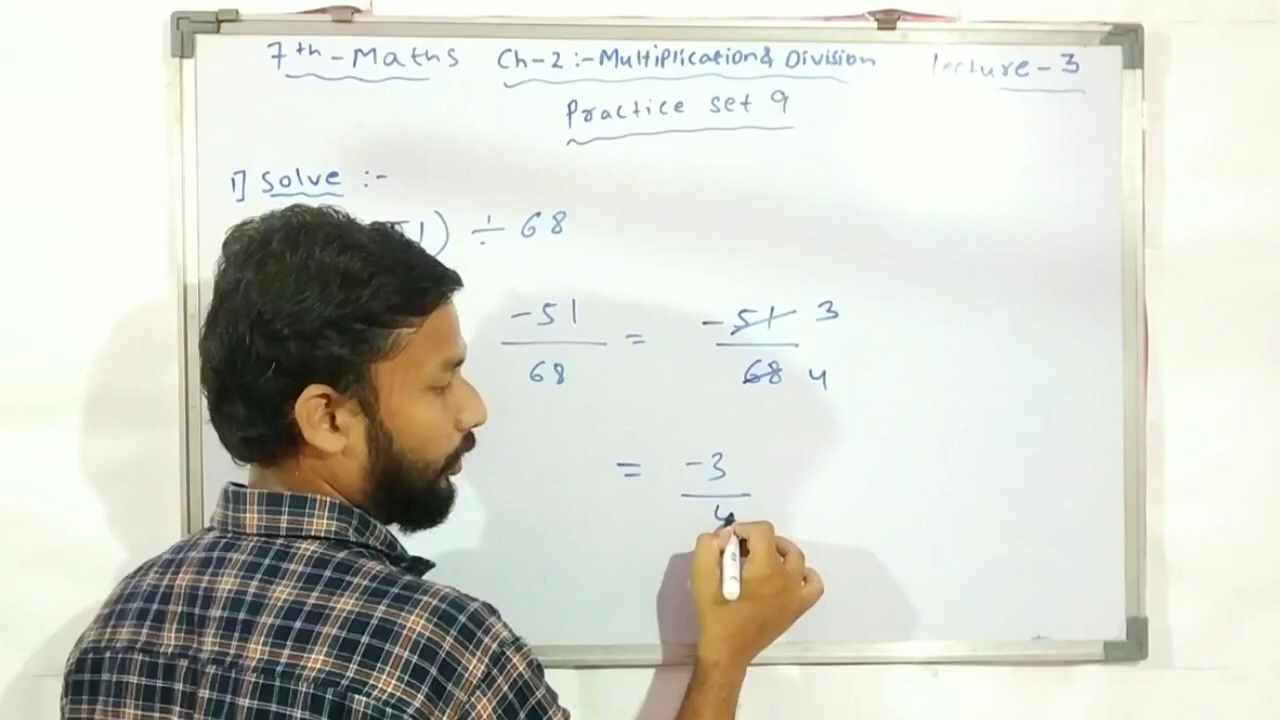 7th-Maths Ch-2:-Multiplication & Division lecture-3
Practice set 9
1] Solve :-
51) ÷ 68
-51 = -51 3
68 68 4
= -3
4